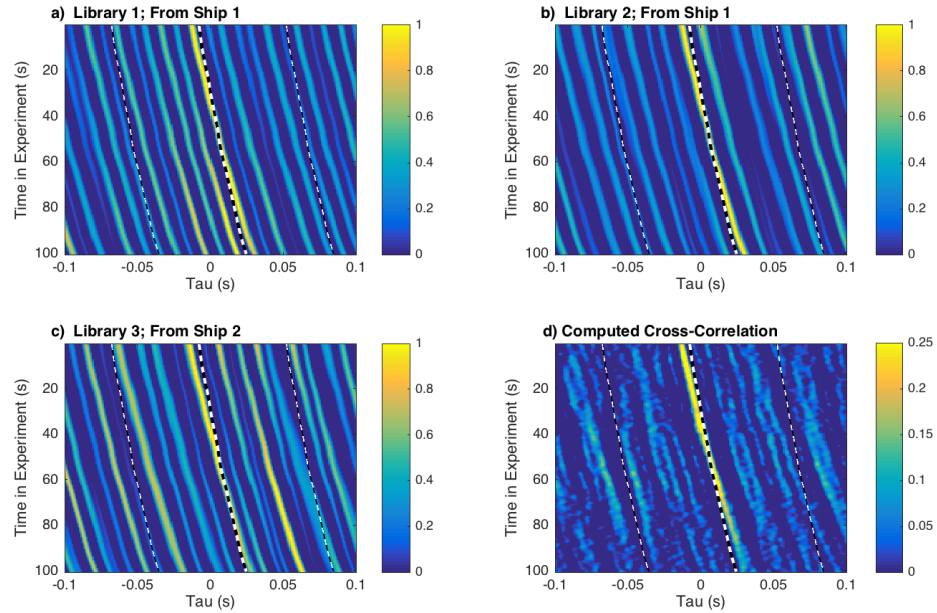 a)  Library 1; From Ship 1
Time in Experiment (s)
20
40
60
80
100
-0.1 -0.05 0 0.05 0.1
Tau (s)
1
0.8
0.6
0.4
0.2
0
b)  Library 2; From Ship 1
Time in Experiment (s)
20
40
60
80
100
-0.1 -0.05 0 0.05 0.1
Tau (s)
1
0.8
0.6
0.4
0.2
0
c)  Library 3; From Ship 2
Time in Experiment (s)
20
40
60
80
100
-0.1 -0.05 0 0.05 0.1
Tau (s)
1
0.8
0.6
0.4
0.2
0
d) Computed Cross-Correlation
Time in Experiment (s)
20
40
60
80
100
-0.1 -0.05 0 0.05 0.1
Tau (s)
0.25
0.2
0.15
0.1
0.05
0